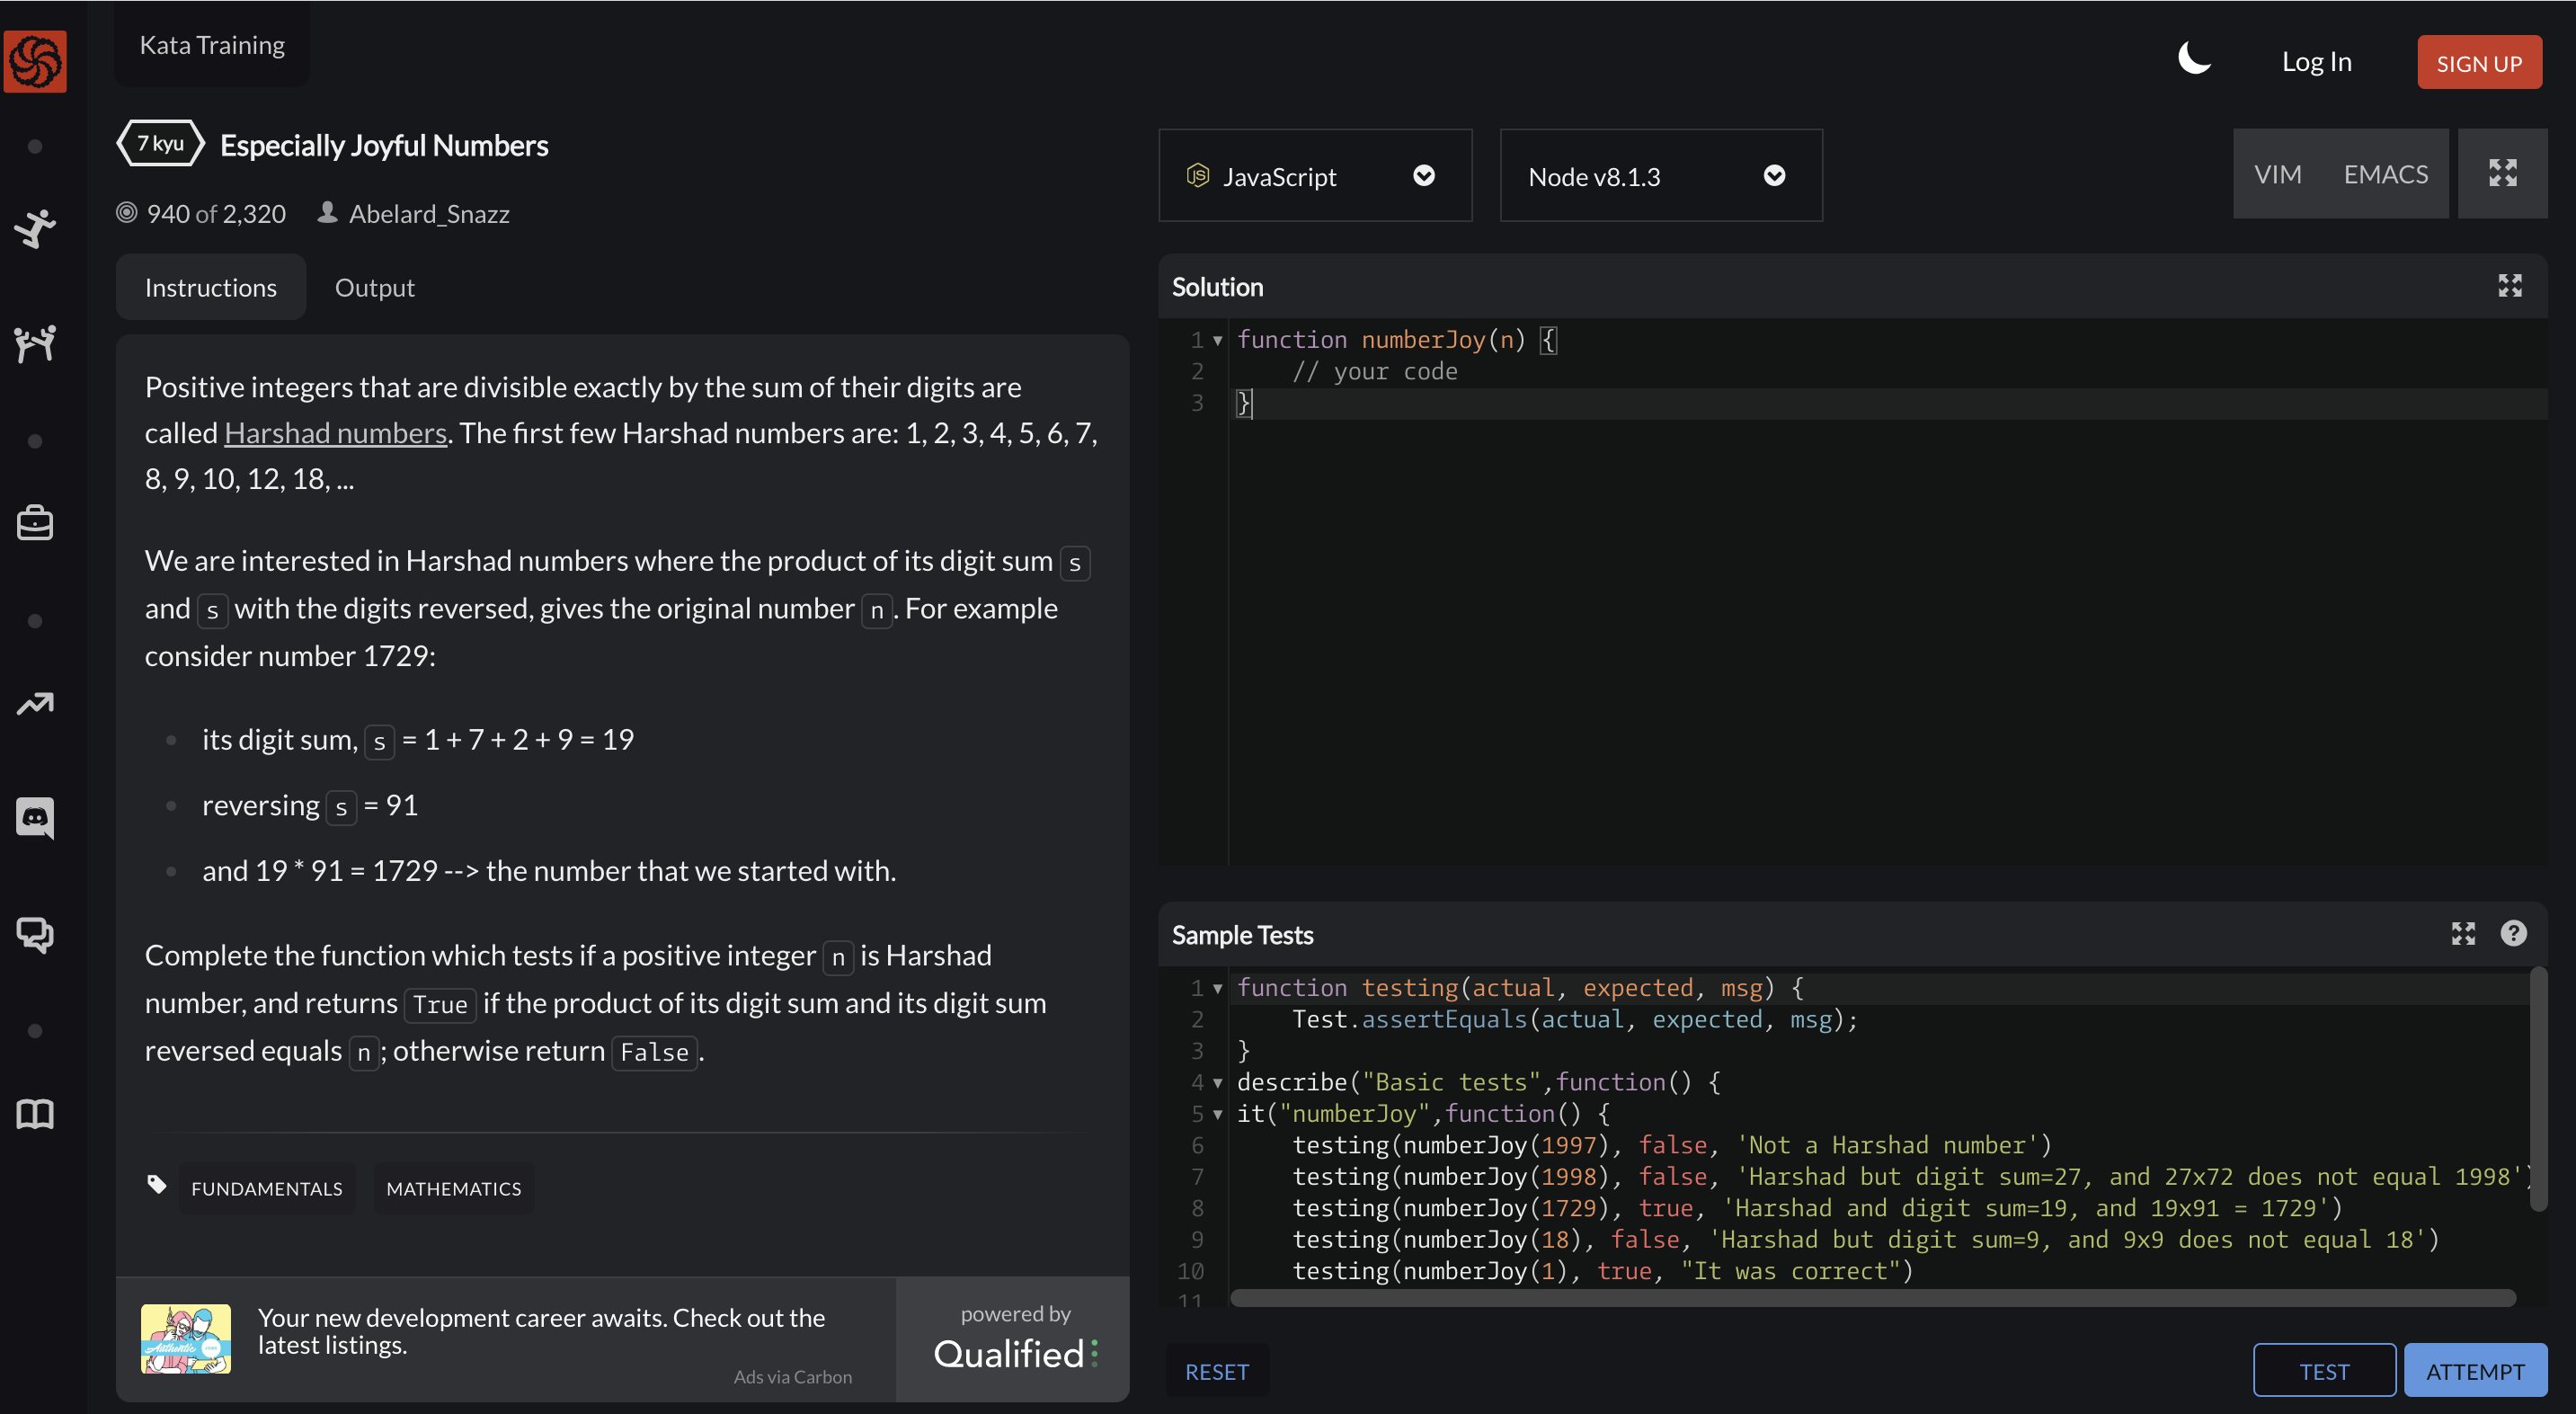 Kata Training
Log In
SIGN UP
7 kyu
Especially Joyful Numbers
940 of 2,320
Abelard_Snazz
JS JavaScript
Node v8.1.3
VIM
EMACS
Instructions
Output
Positive integers that are divisible exactly by the sum of their digits are
called Harshad numbers. The first few Harshad numbers are: 1, 2, 3, 4, 5, 6, 7,
8, 9, 10, 12, 18, ...
We are interested in Harshad numbers where the product of its digit sum s
and s with the digits reversed, gives the original number n. For example
consider number 1729:
its digit sum, s = 1 + 7 + 2 + 9 = 19
reversing s = 91
and 19 * 91 = 1729 --> the number that we started with.
Complete the function which tests if a positive integer n is Harshad
number, and returns True if the product of its digit sum and its digit sum
reversed equals n; otherwise return False.
FUNDAMENTALS
MATHEMATICS
Your new development career awaits. Check out the
latest listings.
Ads via Carbon
Authentic
powered by
Qualified
Solution
1 function numberJoy(n) {
2 // your code
3 }
Sample Tests
1 function testing(actual, expected, msg) {
2 Test.assertEquals(actual, expected, msg);
3 }
4 describe("Basic tests",function() {
5 it("numberJoy",function() {
6 testing(numberJoy(1997), false, 'Not a Harshad number')
7 testing(numberJoy(1998), false, 'Harshad but digit sum=27, and 27x72 does not equal 1998')
8 testing(numberJoy(1729), true, 'Harshad and digit sum=19, and 19x91 = 1729')
9 testing(numberJoy(18), false, 'Harshad but digit sum=9, and 9x9 does not equal 18')
10 testing(numberJoy(1), true, "It was correct")
11
RESET
TEST
ATTEMPT